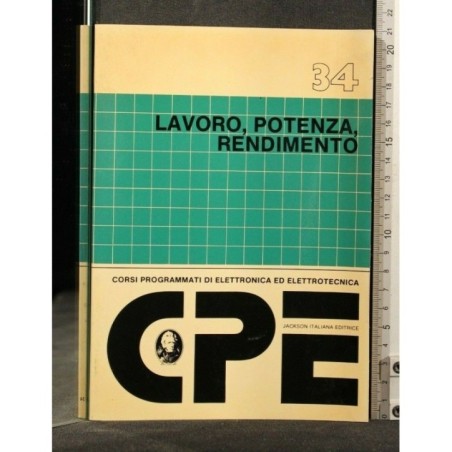 34
LAVORO, POTENZA,
RENDIMENTO
CORSI PROGRAMMATI DI ELETTRONICA ED ELETTROTECNICA
JACKSON ITALIANA EDITRICE
CPE